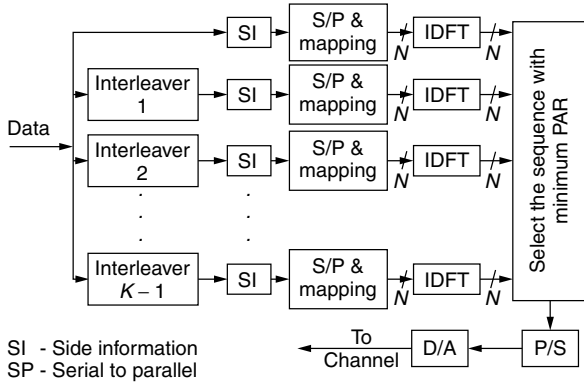 SI
S/P &
mapping
N
IDFT
N
Interleaver
1
SI
S/P &
mapping
N
IDFT
N
Data
Interleaver
2
SI
S/P &
mapping
N
IDFT
N
Interleaver
K – 1
SI
S/P &
mapping
N
IDFT
N
Select the sequence with
minimum PAR
SI - Side information
SP - Serial to parallel
To
Channel
D/A
P/S